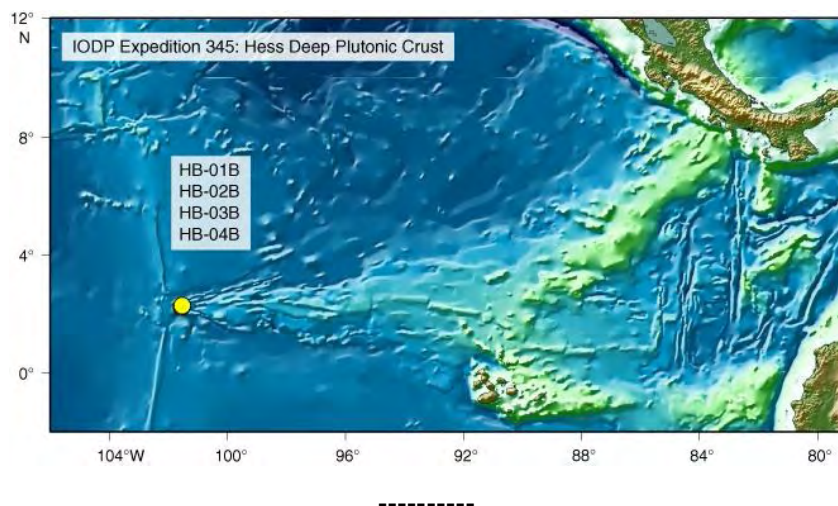 12°
N
IODP Expedition 345: Hess Deep Plutonic Crust
8°
HB-01B
HB-02B
HB-03B
HB-04B
4°
0°
104°W 100° 96° 92° 88° 84° 80°
----------